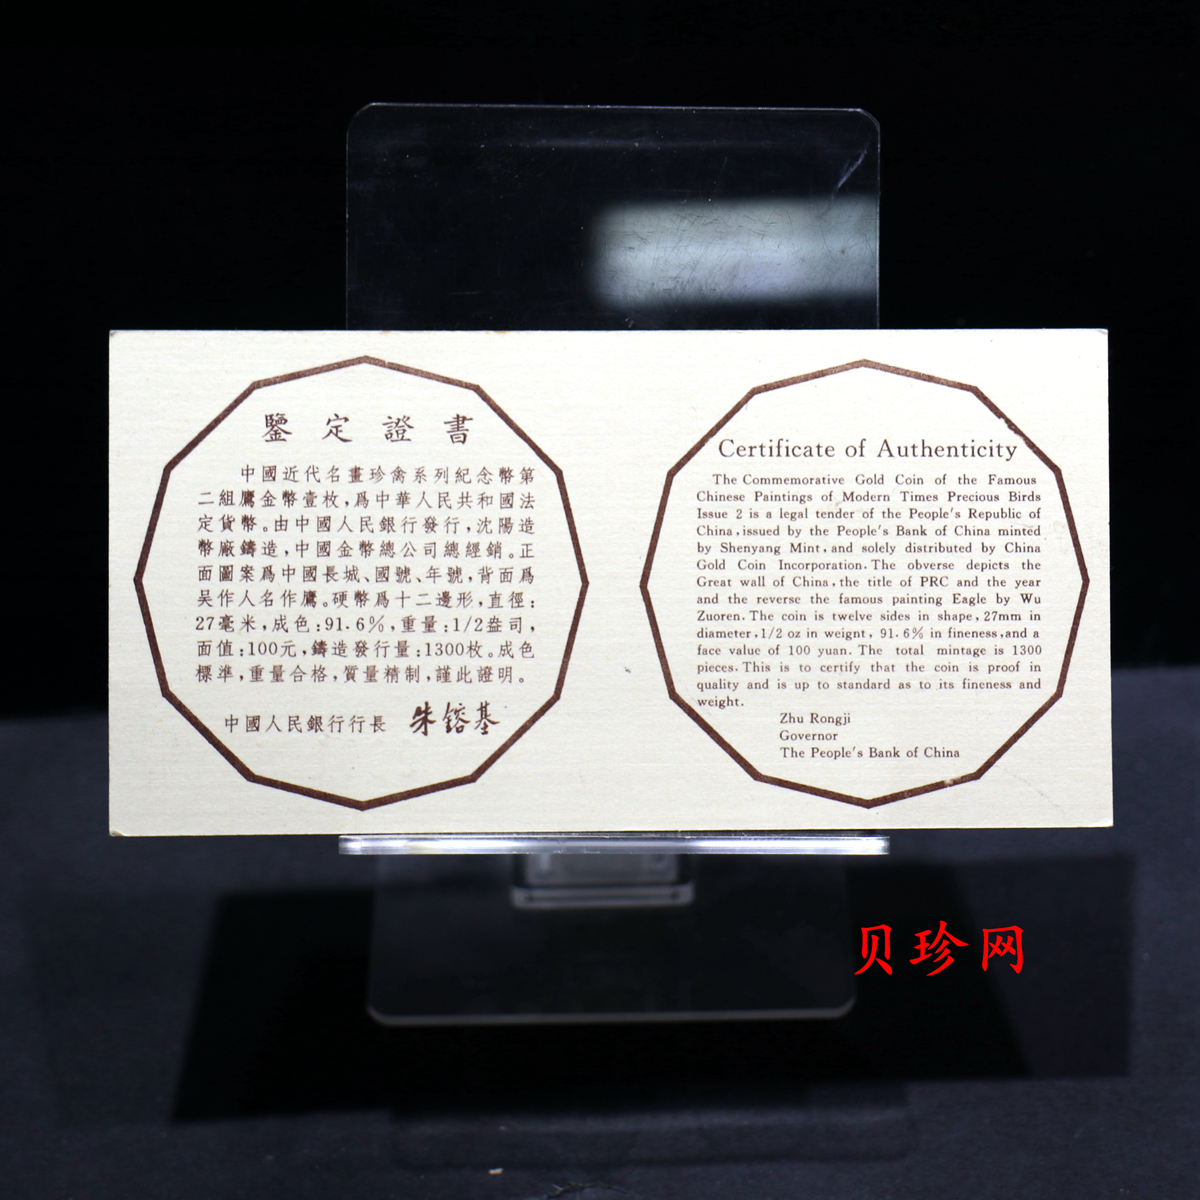 鑒定證書
中國近代名畫珍禽系列紀念幣第
二組鷹金幣壹枚,爲中華人民共和國法
定貨幣。由中國人民銀行發行,沈陽造
幣廠鑄造,中國金幣總公司總經銷。正
面圖案爲中國長城、國號、年號,背面爲
吴作人名作鷹。硬幣爲十二邊形,直徑:
27毫米,成色:91.6%,重量:1/2盎司,
面值:100元,鑄造發行量:1300枚。成色
標準,重量合格,質量精制,謹此證明。
中國人民銀行行長 朱鎔基
Certificate of Authenticity
The Commemorative Gold Coin of the Famous
Chinese Paintings of Modern Times Precious Birds
Issue 2 is a legal tender of the People's Republic of
China,issued by the People's Bank of China minted
by Shenyang Mint,and solely distributed by China
Gold Coin Incorporation.The obverse depicts the
Great wall of China,the title of PRC and the year
and the reverse the famous painting Eagle by Wu
Zuoren.The coin is twelve sides in shape,27mm in
diameter,1/2 oz in weight, 91.6% in fineness,and a
face value of 100 yuan. The total mintage is 1300
pieces.This is to certify that the coin is proof in
quality and is up to standard as to its fineness and
weight.
Zhu Rongji
Governor
The People's Bank of China
贝珍网